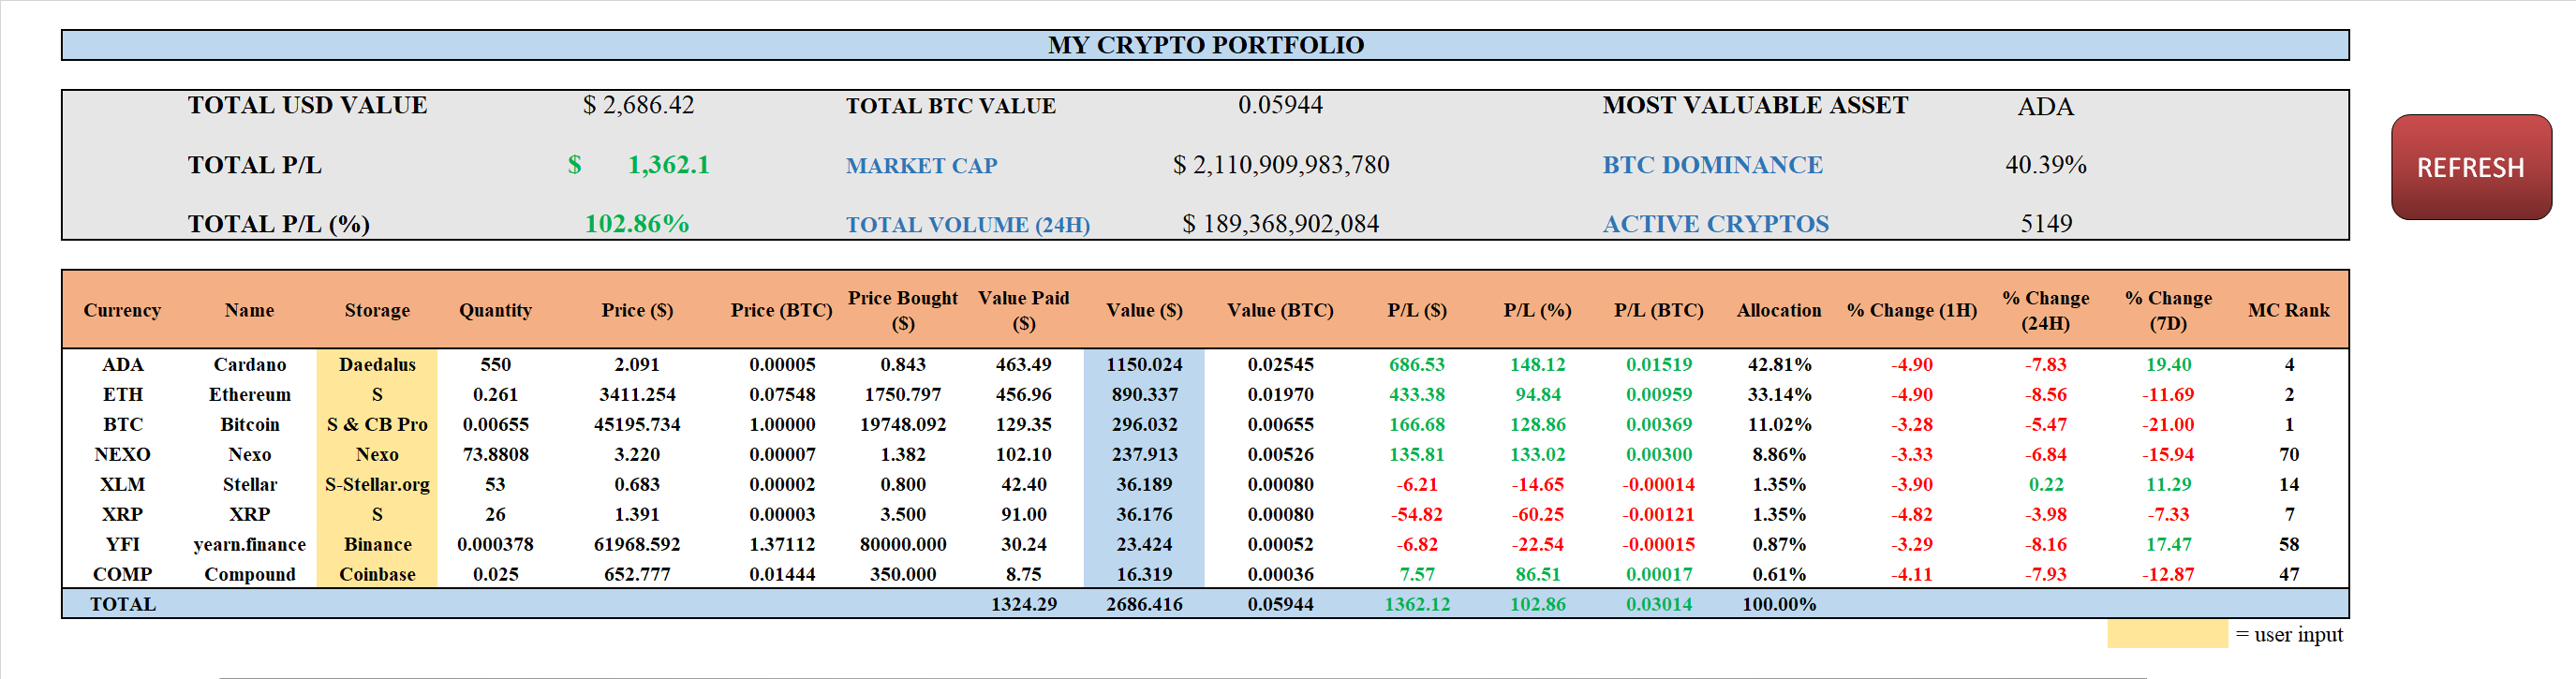 MY CRYPTO PORTFOLIO
TOTAL USD VALUE $ 2,686.42 TOTAL BTC VALUE 0.05944 MOST VALUABLE ASSET ADA
TOTAL P/L $ 1,362.1 MARKET CAP $ 2,110,909,983,780 BTC DOMINANCE 40.39%
REFRESH
TOTAL P/L (%) 102.86% TOTAL VOLUME (24H) $ 189,368,902,084 ACTIVE CRYPTOS 5149
Currency Name Storage Quantity Price ($) Price (BTC) Price Bought ($) Value Paid ($) Value ($) Value (BTC) P/L ($) P/L (%) P/L (BTC) Allocation % Change (1H) % Change (24H) % Change (7D) MC Rank
ADA Cardano Daedalus 550 2.091 0.00005 0.843 463.49 1150.024 0.02545 686.53 148.12 0.01519 42.81% -4.90 -7.83 19.40 4
ETH Ethereum S 0.261 3411.254 0.07548 1750.797 456.96 890.337 0.01970 433.38 94.84 0.00959 33.14% -4.90 -8.56 -11.69 2
BTC Bitcoin S & CB Pro 0.00655 45195.734 1.00000 19748.092 129.35 296.032 0.00655 166.68 128.86 0.00369 11.02% -3.28 -5.47 -21.00 1
NEXO Nexo Nexo 73.8808 3.220 0.00007 1.382 102.10 237.913 0.00526 135.81 133.02 0.00300 8.86% -3.33 -6.84 -15.94 70
XLM Stellar S-Stellar.org 53 0.683 0.00002 0.800 42.40 36.189 0.00080 -6.21 -14.65 -0.00014 1.35% -3.90 0.22 11.29 14
XRP XRP S 26 1.391 0.00003 3.500 91.00 36.176 0.00080 -54.82 -60.25 -0.00121 1.35% -4.82 -3.98 -7.33 7
YFI yearn.finance Binance 0.000378 61968.592 1.37112 80000.000 30.24 23.424 0.00052 -6.82 -22.54 -0.00015 0.87% -3.29 -8.16 17.47 58
COMP Compound Coinbase 0.025 652.777 0.01444 350.000 8.75 16.319 0.00036 7.57 86.51 0.00017 0.61% -4.11 -7.93 -12.87 47
TOTAL 1324.29 2686.416 0.05944 1362.12 102.86 0.03014 100.00%
= user input